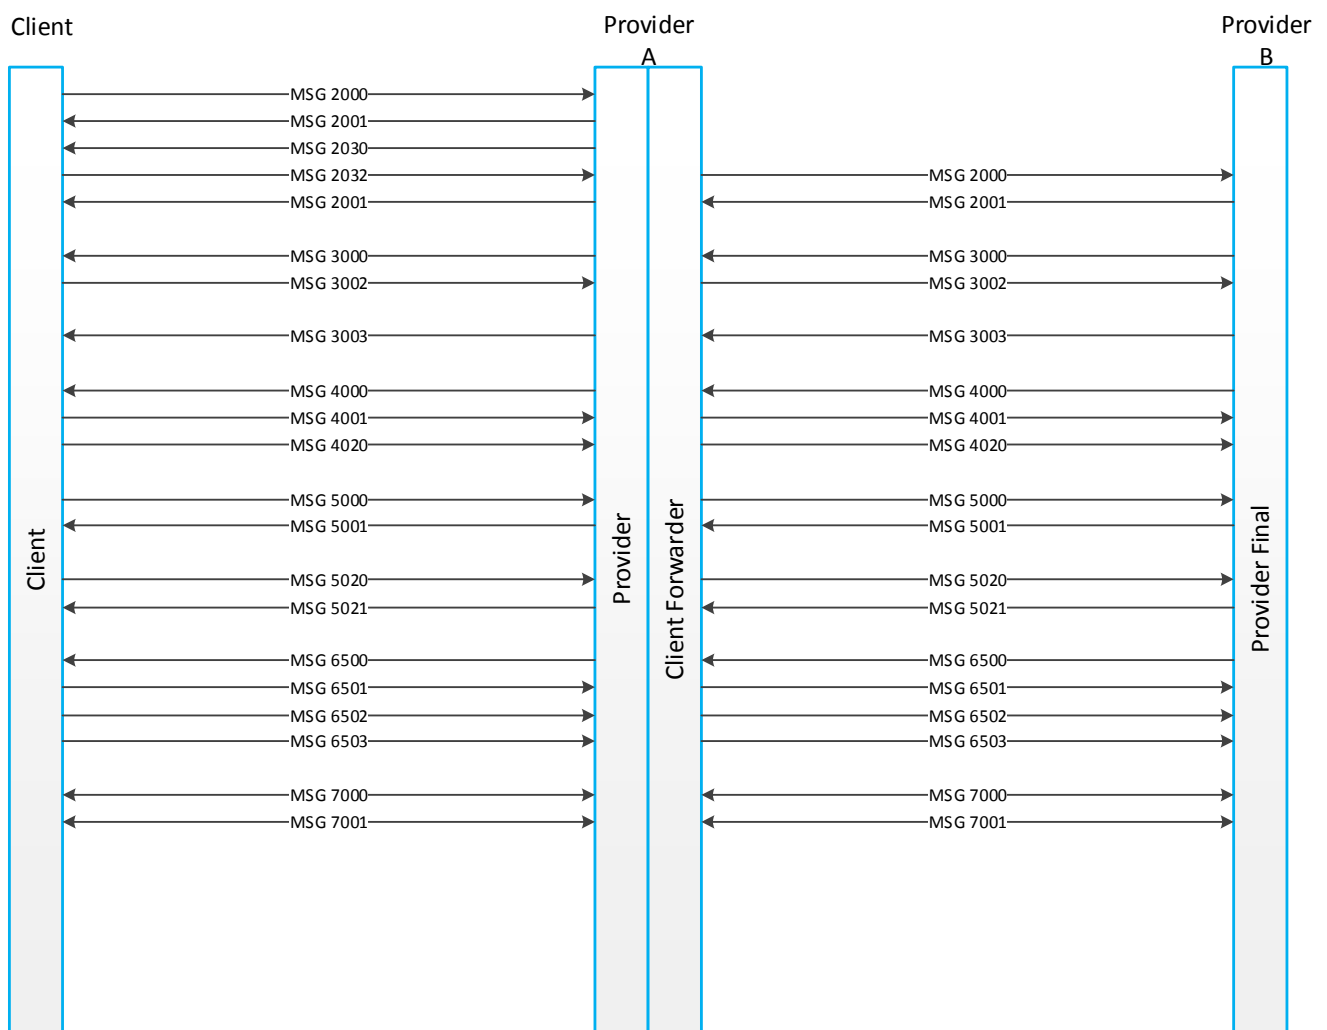 Client
Provider
A
Provider
B
MSG 2000
MSG 2001
MSG 2030
MSG 2032
MSG 2000
MSG 2001
MSG 2001
MSG 3000
MSG 3000
MSG 3002
MSG 3002
MSG 3003
MSG 3003
MSG 4000
MSG 4000
MSG 4001
MSG 4001
MSG 4020
MSG 4020
MSG 5000
MSG 5000
MSG 5001
MSG 5001
MSG 5020
MSG 5020
MSG 5021
MSG 5021
MSG 6500
MSG 6500
MSG 6501
MSG 6501
MSG 6502
MSG 6502
MSG 6503
MSG 6503
MSG 7000
MSG 7000
MSG 7001
MSG 7001
Client
Provider
Client Forwarder
Provider Final